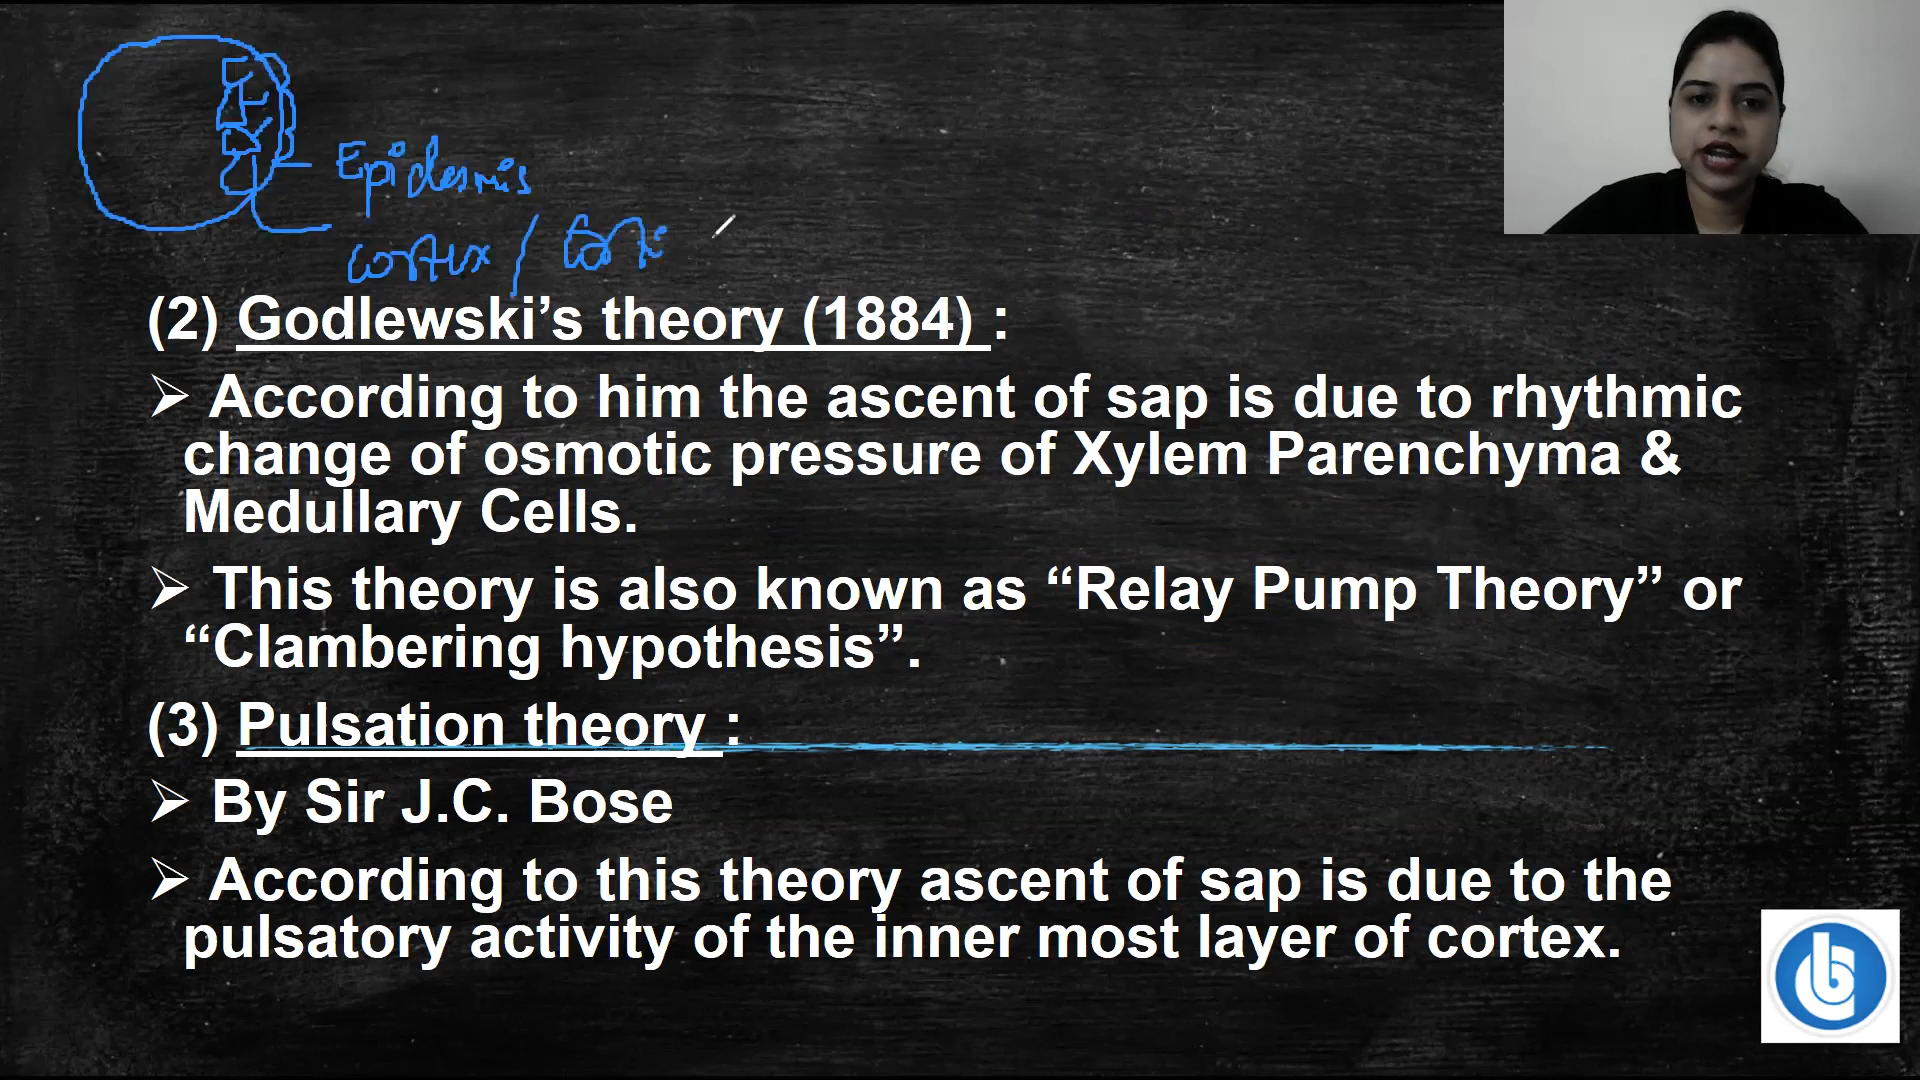 Epidermis
cortex /
(2) Godlewski’s theory (1884) :
➢ According to him the ascent of sap is due to rhythmic
change of osmotic pressure of Xylem Parenchyma &
Medullary Cells.
➢ This theory is also known as “Relay Pump Theory” or
“Clambering hypothesis”.
(3) Pulsation theory :
➢ By Sir J.C. Bose
➢ According to this theory ascent of sap is due to the
pulsatory activity of the inner most layer of cortex.